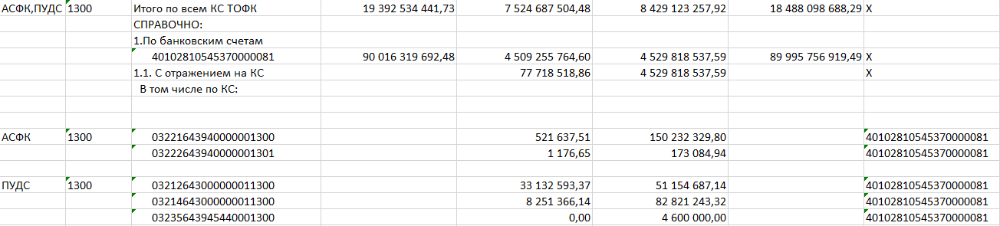 АСФК,ПУДС 1300 Итого по всем КС ТОФК 19 392 534 441,73 7 524 687 504,48 8 429 123 257,92 18 488 098 688,29 X
СПРАВОЧНО:
1.По банковским счетам
40102810545370000081 90 016 319 692,48 4 509 255 764,60 4 529 818 537,59 89 995 756 919,49 X
1.1. С отражением на КС 77 718 518,86 4 529 818 537,59 X
В том числе по КС:
АСФК 1300 03221643940000001300 521 637,51 150 232 329,80 40102810545370000081
03222643940000001301 1 176,65 173 084,94 40102810545370000081
ПУДС 1300 03212643000000011300 33 132 593,37 51 154 687,14 40102810545370000081
03214643000000011300 8 251 366,14 82 821 243,32 40102810545370000081
03235643945440001300 0,00 4 600 000,00 40102810545370000081